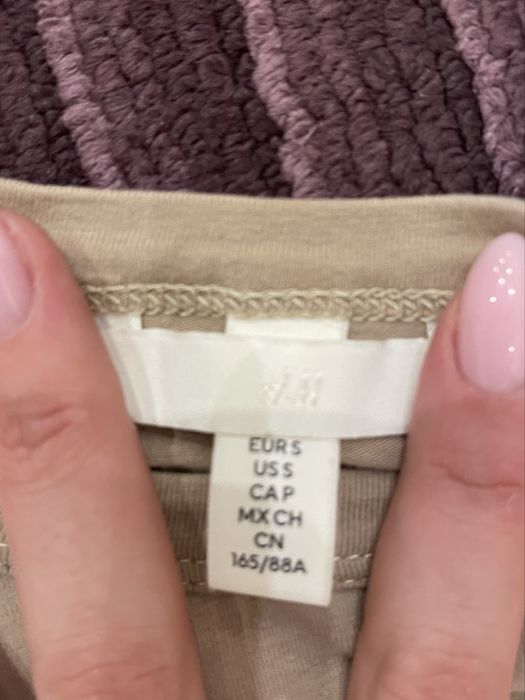 H&M
EUR S
US S
CA P
MX CH
CN
165/88A